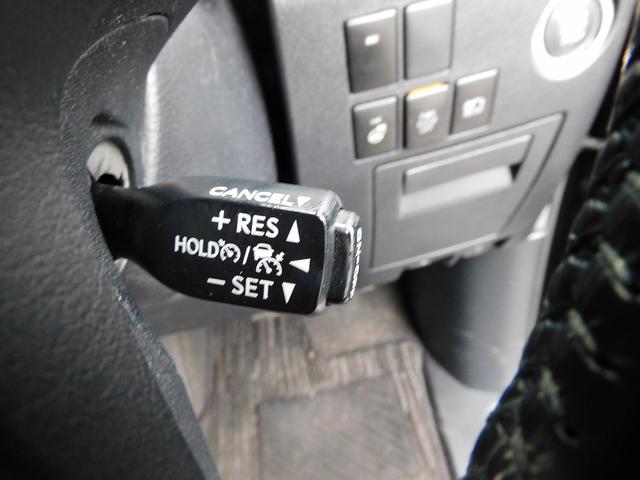 CANCEL
+ RES
HOLD /
− SET